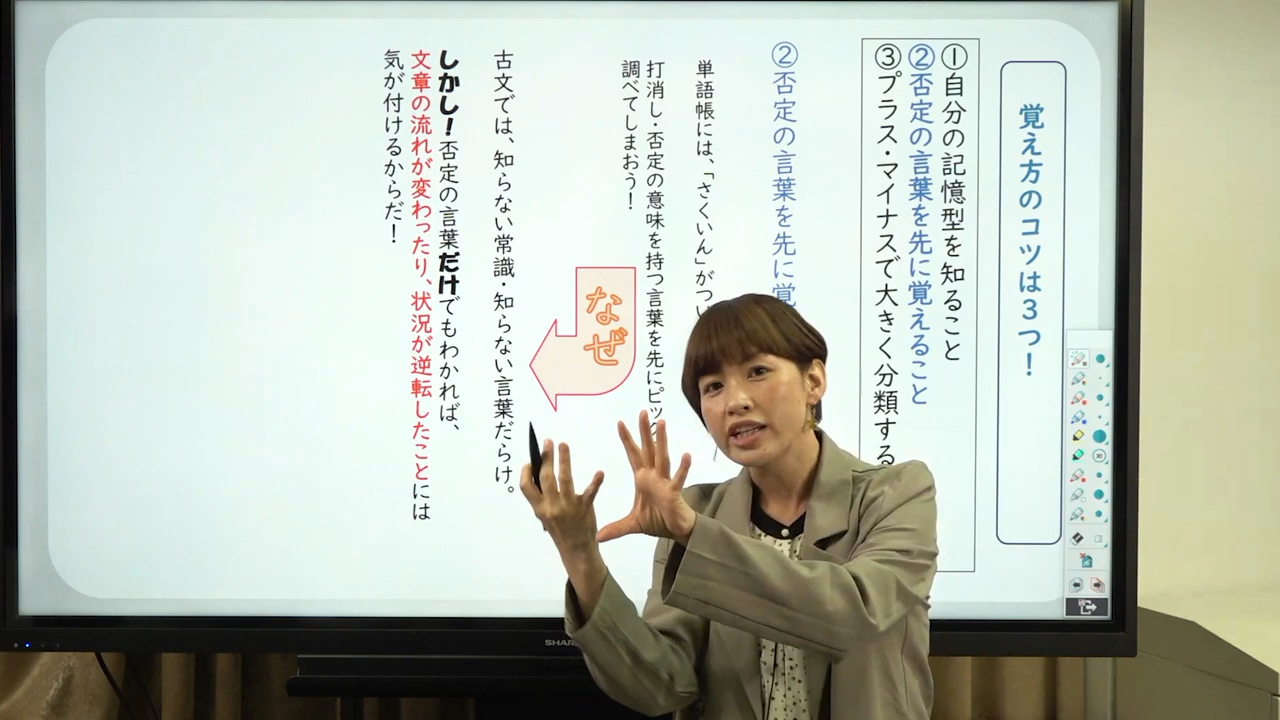 覚え方のコツは3つ!
①自分の記憶型を知ること
②否定の言葉を先に覚えること
③プラス・マイナスで大きく分類する
②否定の言葉を先に覚
単語帳には、「さくいん」がつい
打消し・否定の意味を持つ言葉を先にピック
調べてしまおう!
なぜ
古文では、知らない常識・知らない言葉だらけ。
しかし!否定の言葉だけでもわかれば、
文章の流れが変わったり、状況が逆転したことには
気が付けるからだ!
30
SHAR